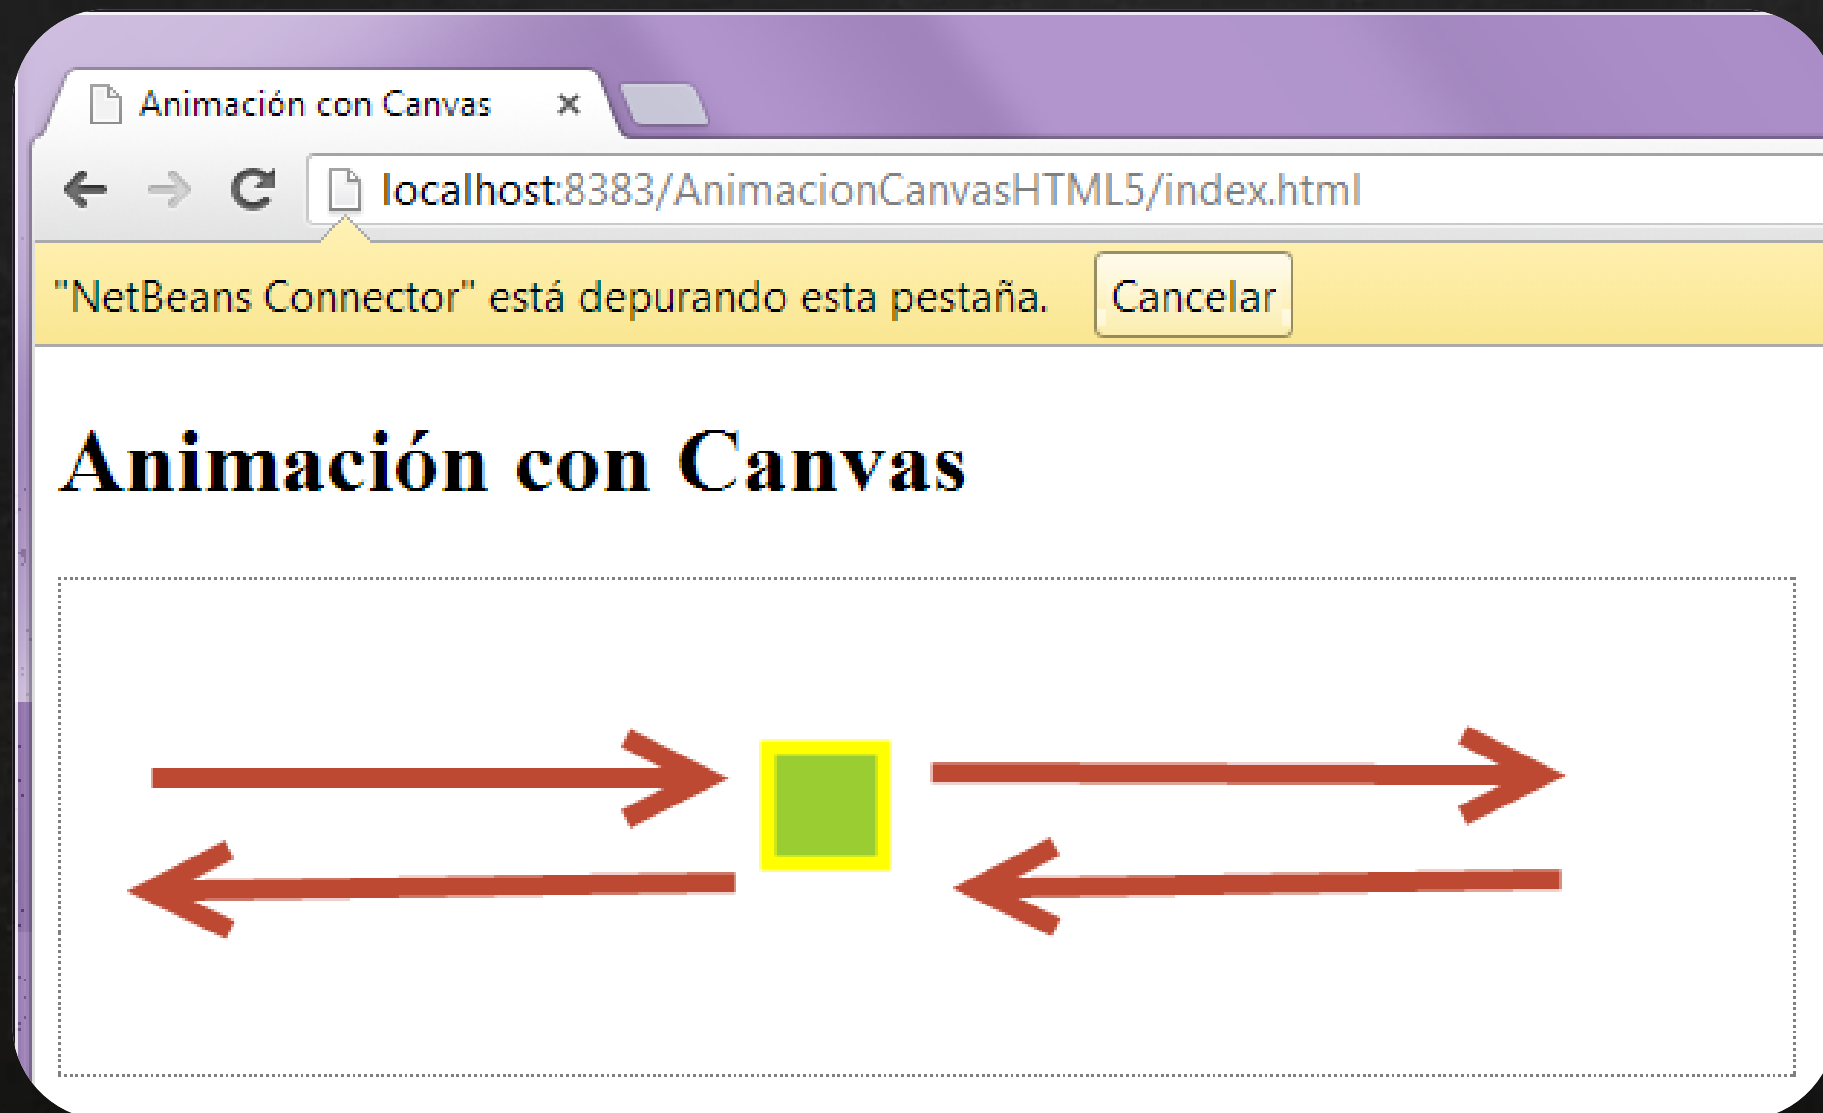 Animación con Canvas
localhost:8383/AnimacionCanvasHTML5/index.html
"NetBeans Connector" está depurando esta pestaña. Cancelar
Animación con Canvas